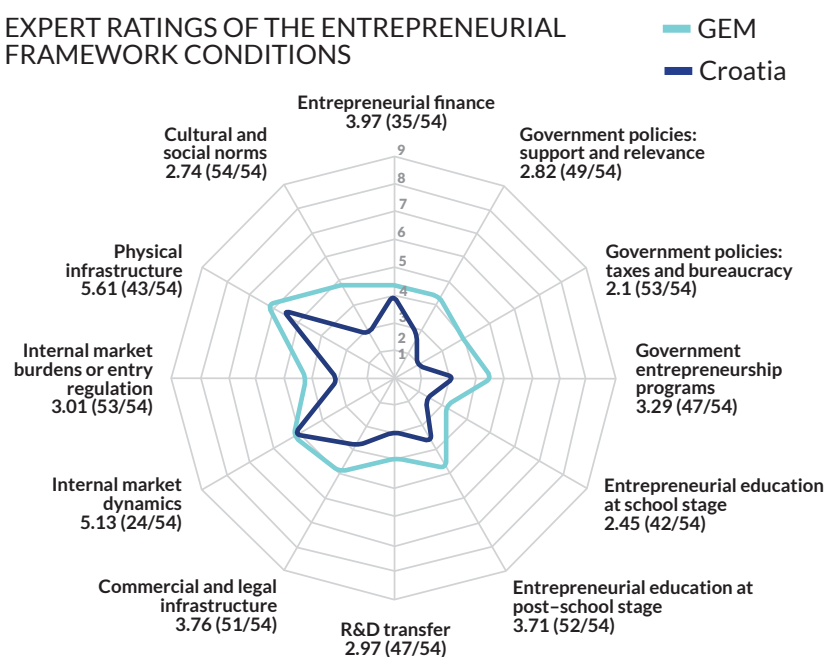 EXPERT RATINGS OF THE ENTREPRENEURIAL
FRAMEWORK CONDITIONS
GEM
Croatia
Entrepreneurial finance
3.97 (35/54)
Government policies:
support and relevance
2.82 (49/54)
Government policies:
taxes and bureaucracy
2.1 (53/54)
Government
entrepreneurship
programs
3.29 (47/54)
Entrepreneurial education
at school stage
2.45 (42/54)
Entrepreneurial education at
post–school stage
3.71 (52/54)
R&D transfer
2.97 (47/54)
Commercial and legal
infrastructure
3.76 (51/54)
Internal market
dynamics
5.13 (24/54)
Internal market
burdens or entry
regulation
3.01 (53/54)
Physical
infrastructure
5.61 (43/54)
Cultural and
social norms
2.74 (54/54)
9
8
7
6
5
4
3
2
1